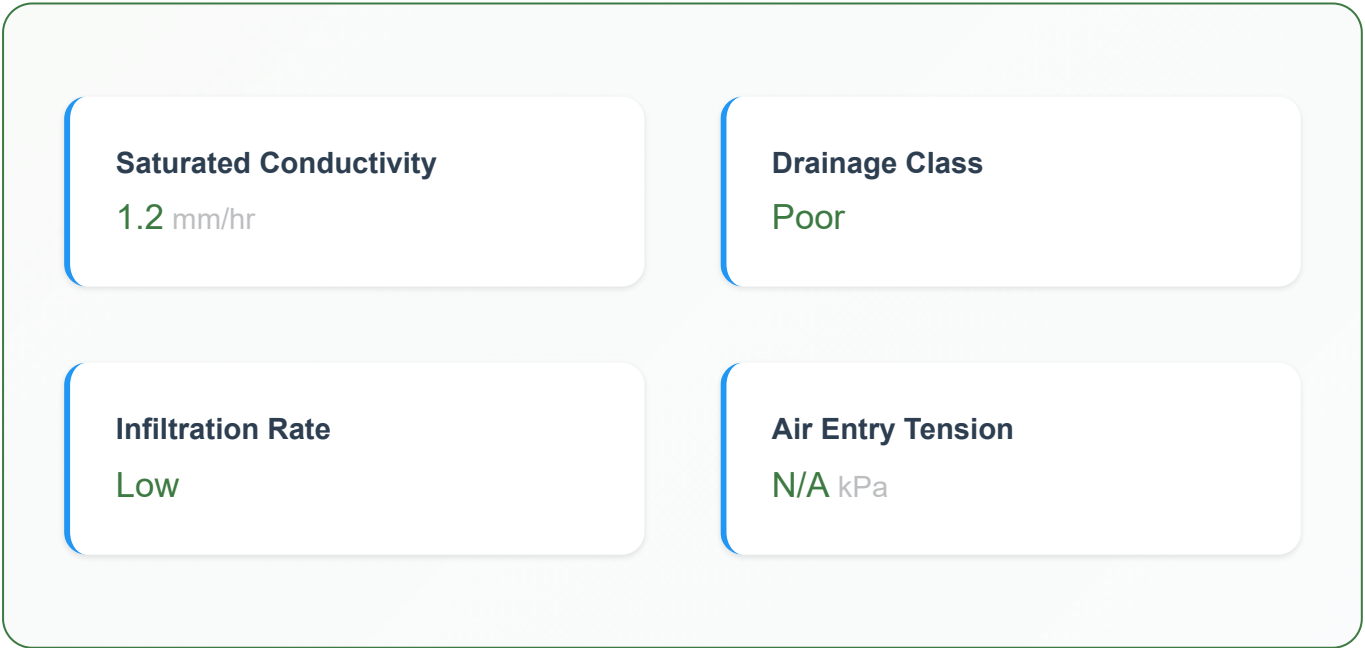 Saturated Conductivity
1.2 mm/hr
Drainage Class
Poor
Infiltration Rate
Low
Air Entry Tension
N/A kPa